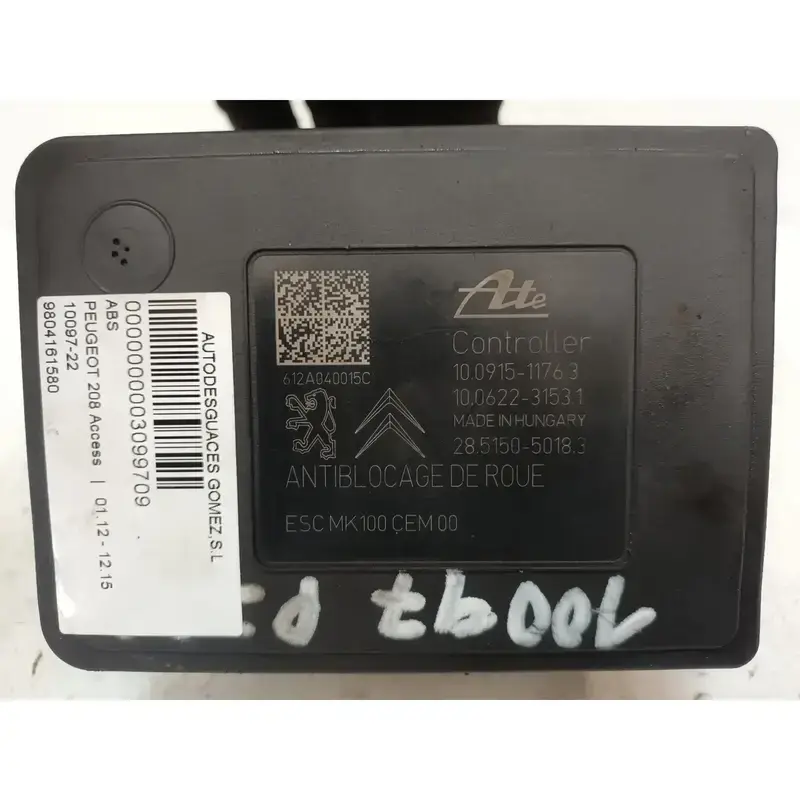 Ate
Controller
10.0915-1176.3
10.0622-3153.1
MADE IN HUNGARY
28.5150-5018.3
612A040015C
ANTIBLOCAGE DE ROUE
ESC MK100 CEM 00
AUTODESGUACES GOMEZ,S.L
0000000003099709
ABS
PEUGEOT 208 Access | 01.12 - 12.15
10097-22
9804161580
10097